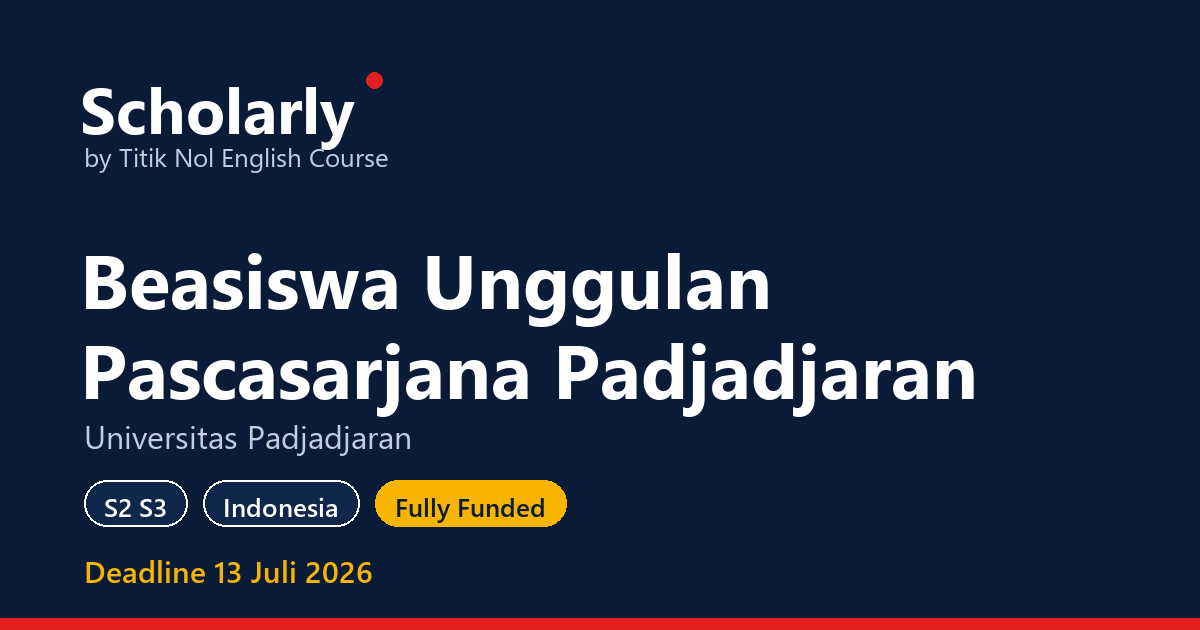 Scholarly
by Titik Nol English Course
Beasiswa Unggulan
Pascasarjana Padjadjaran
Universitas Padjadjaran
S2 S3
Indonesia
Fully Funded
Deadline 13 Juli 2026